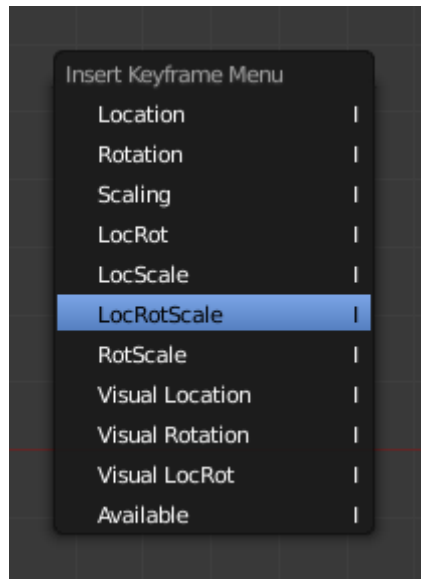 Insert Keyframe Menu
Location I
Rotation I
Scaling I
LocRot I
LocScale I
LocRotScale I
RotScale I
Visual Location I
Visual Rotation I
Visual LocRot I
Available I